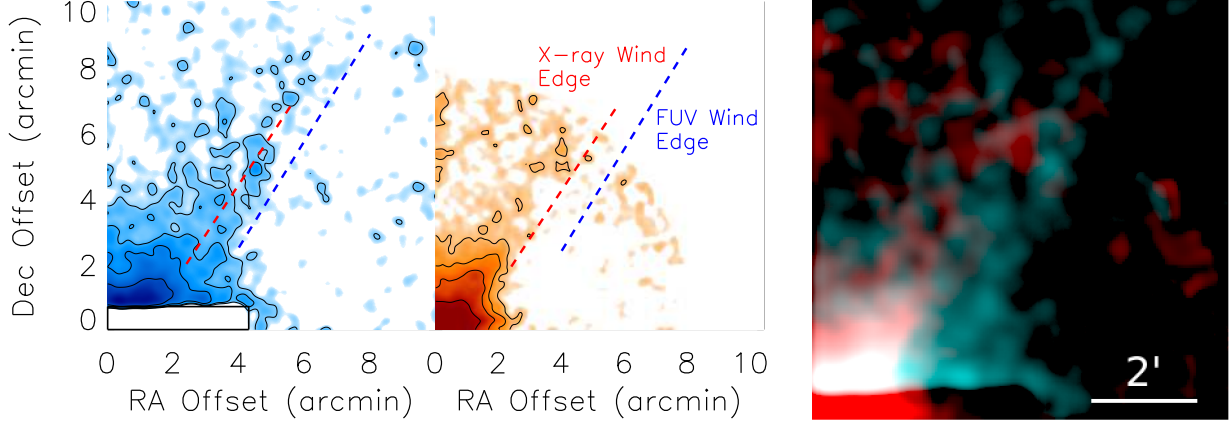 Dec Offset (arcmin)
10
8
6
4
2
0
0 2 4 6 8
RA Offset (arcmin)
X-ray Wind
Edge
FUV Wind
Edge
0 2 4 6 8 10
RA Offset (arcmin)
2'